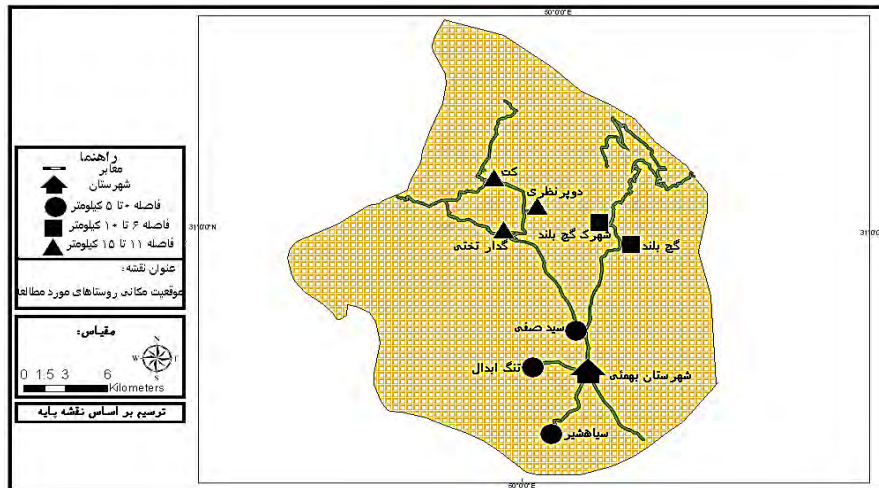 50°0'0"E
راهنما
معابر
شهرستان
فاصله ۰ تا ۵ کیلومتر
فاصله ۶ تا ۱۰ کیلومتر
فاصله ۱۱ تا ۱۵ کیلومتر
عنوان نقشه:
موقعیت مکانی روستاهای مورد مطالعه
مقیاس:
N
W
E
S
0 1.5 3 6
Kilometers
ترسیم بر اساس نقشه پایه
31°0'0"N
31°0'0"N
کت
دوپر نظری
شهرک گچ بلند
گدار تختی
گچ بلند
سید صفی
تنگ ابدال
شهرستان بهمئی
سیاهشیر
50°0'0"E